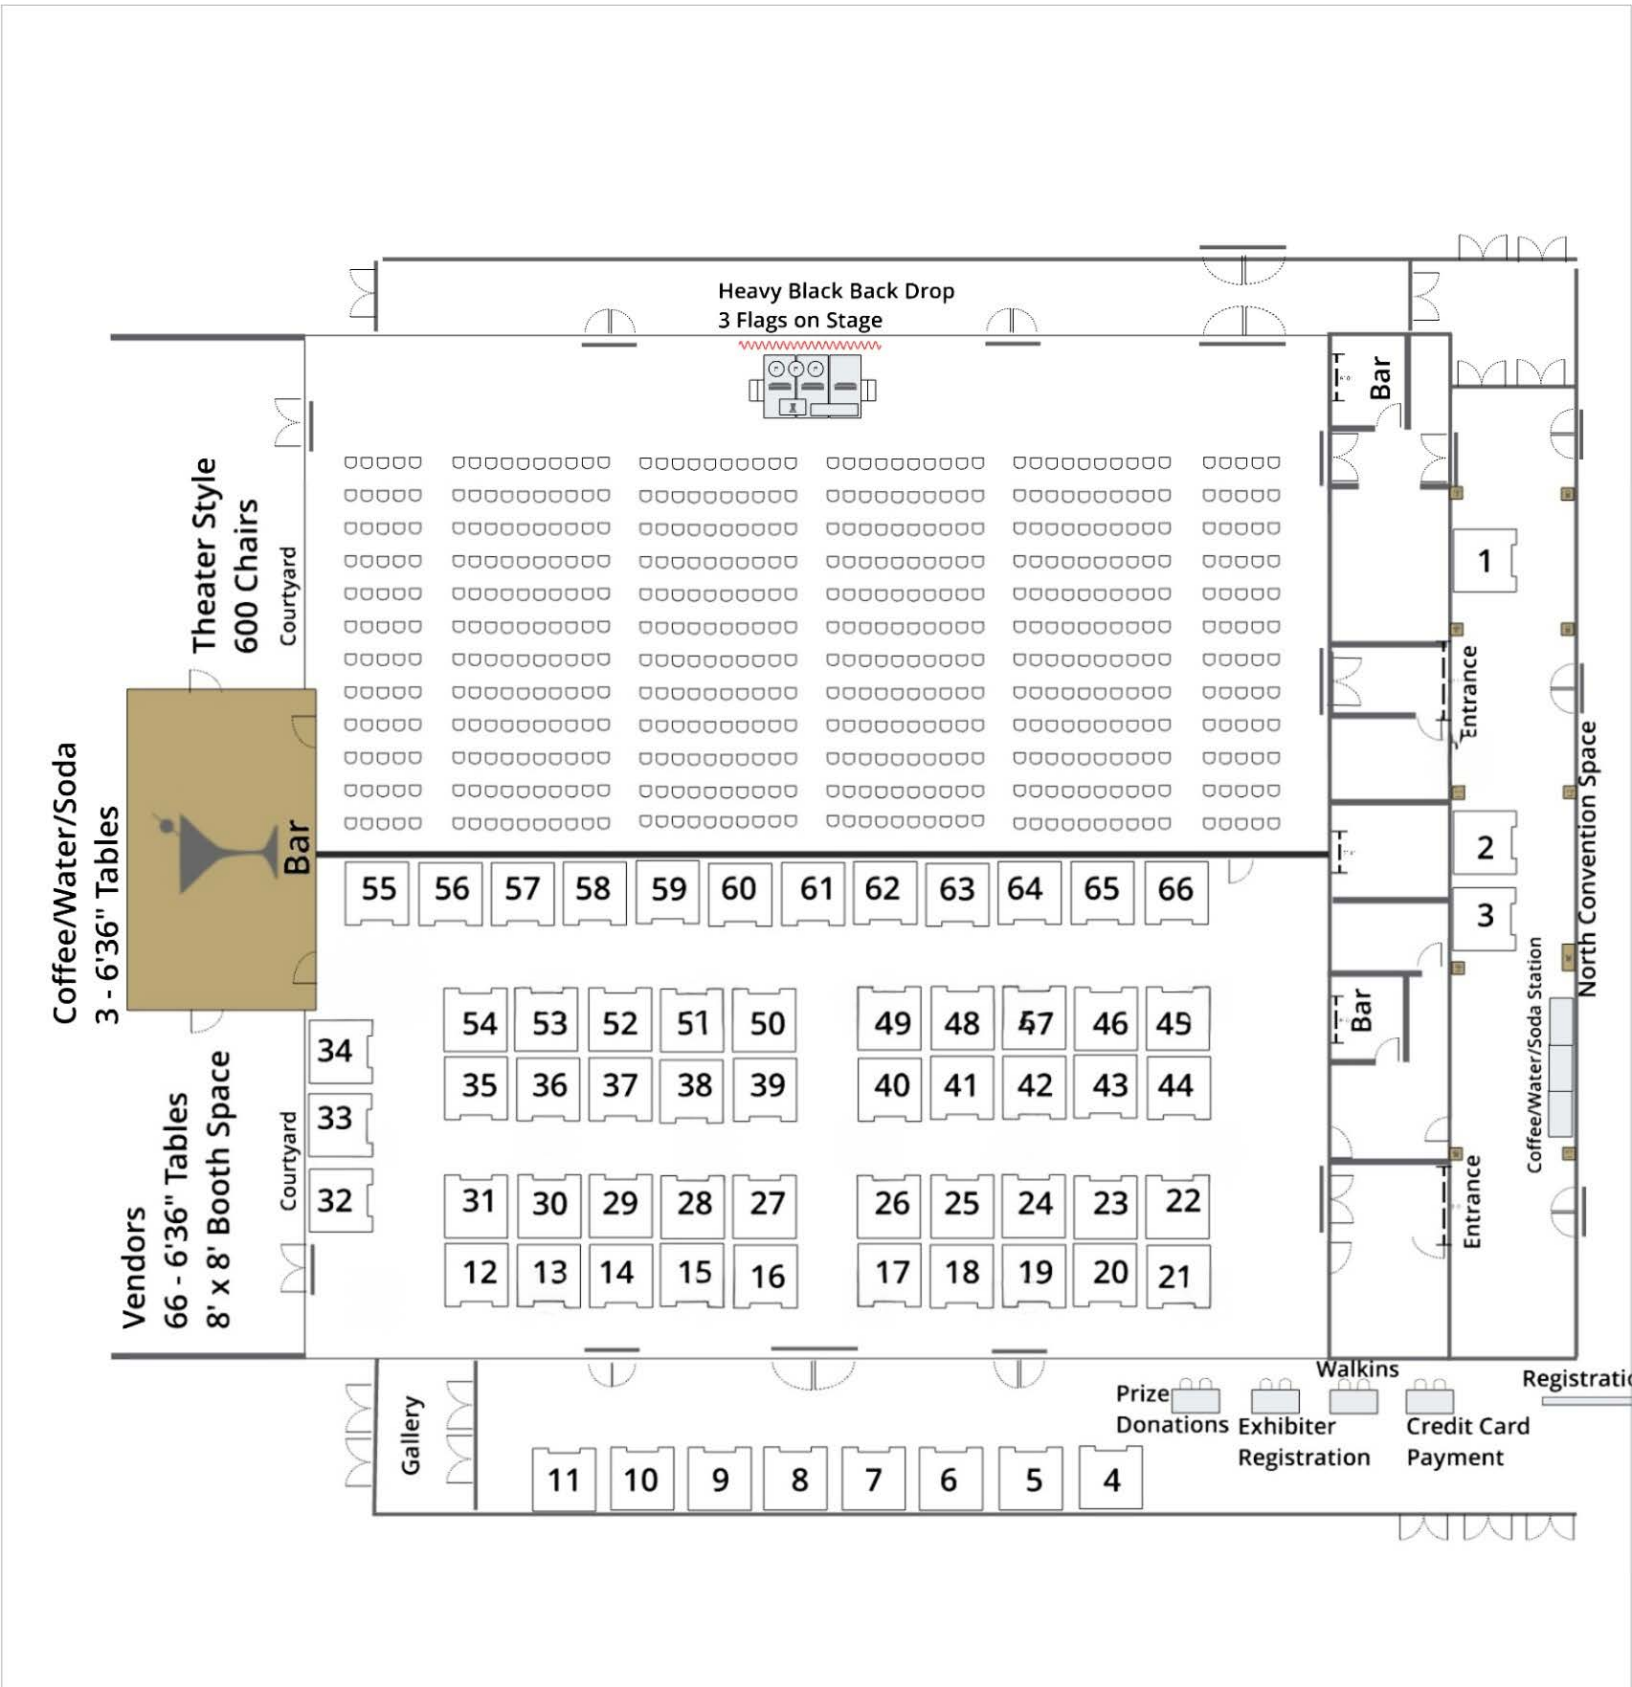 Heavy Black Back Drop
3 Flags on Stage
Bar
Theater Style
600 Chairs
Courtyard
1
Entrance
North Convention Space
Coffee/Water/Soda
3 - 6'36" Tables
Bar
2
3
55 56 57 58 59 60 61 62 63 64 65 66
Bar
Coffee/Water/Soda Station
54 53 52 51 50 49 48 46
34
35 36 37 38 39 40 41 42 43 44
33
32
Courtyard
Vendors
66 - 6'36" Tables
8' x 8' Booth Space
31 30 29 28 27 26 25 24 23 22
Entrance
12 13 14 15 16 17 18 19 20 21
Walkins
Registratio
Prize
Donations
Exhibiter
Registration
Credit Card
Payment
Gallery
11 10 9 8 7 6 5 4